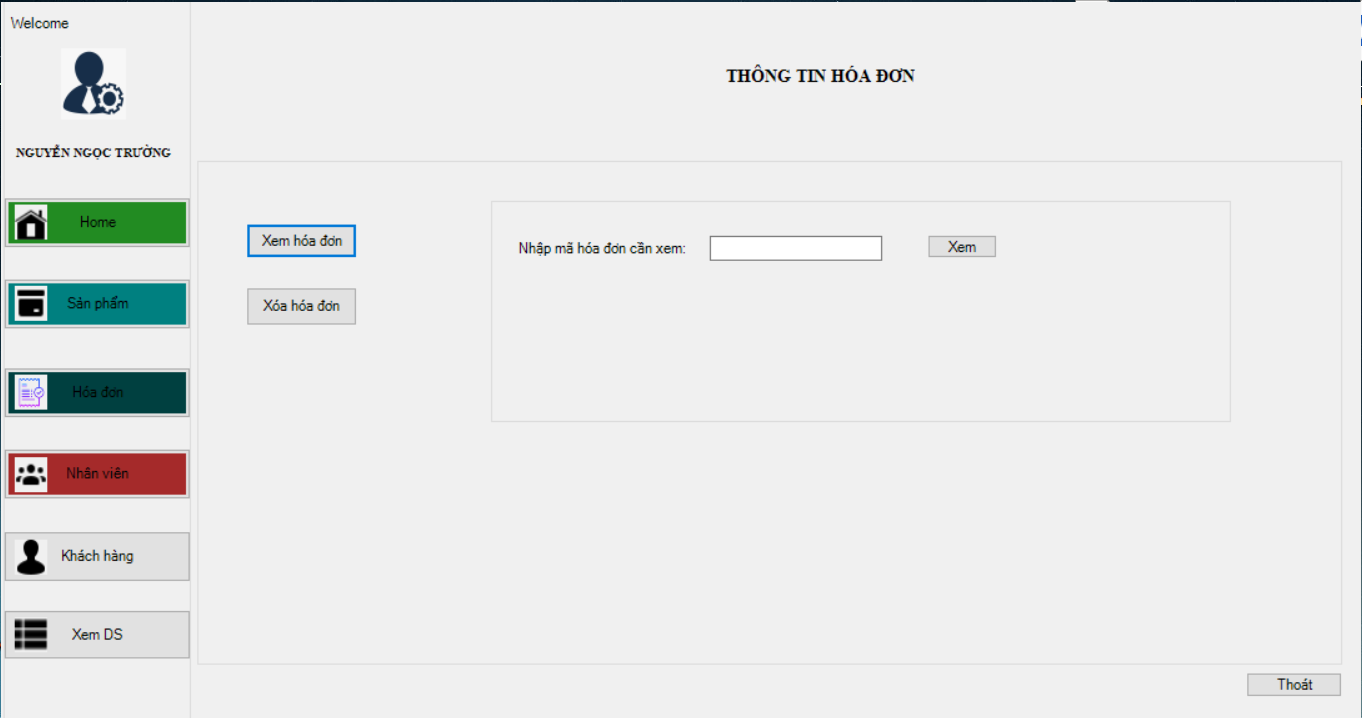 Welcome
THÔNG TIN HÓA ĐƠN
NGUYỄN NGỌC TRƯỜNG
Home
Sản phẩm
Hóa đơn
Nhân viên
Khách hàng
Xem DS
Xem hóa đơn
Xóa hóa đơn
Nhập mã hóa đơn cần xem:
Xem
Thoát